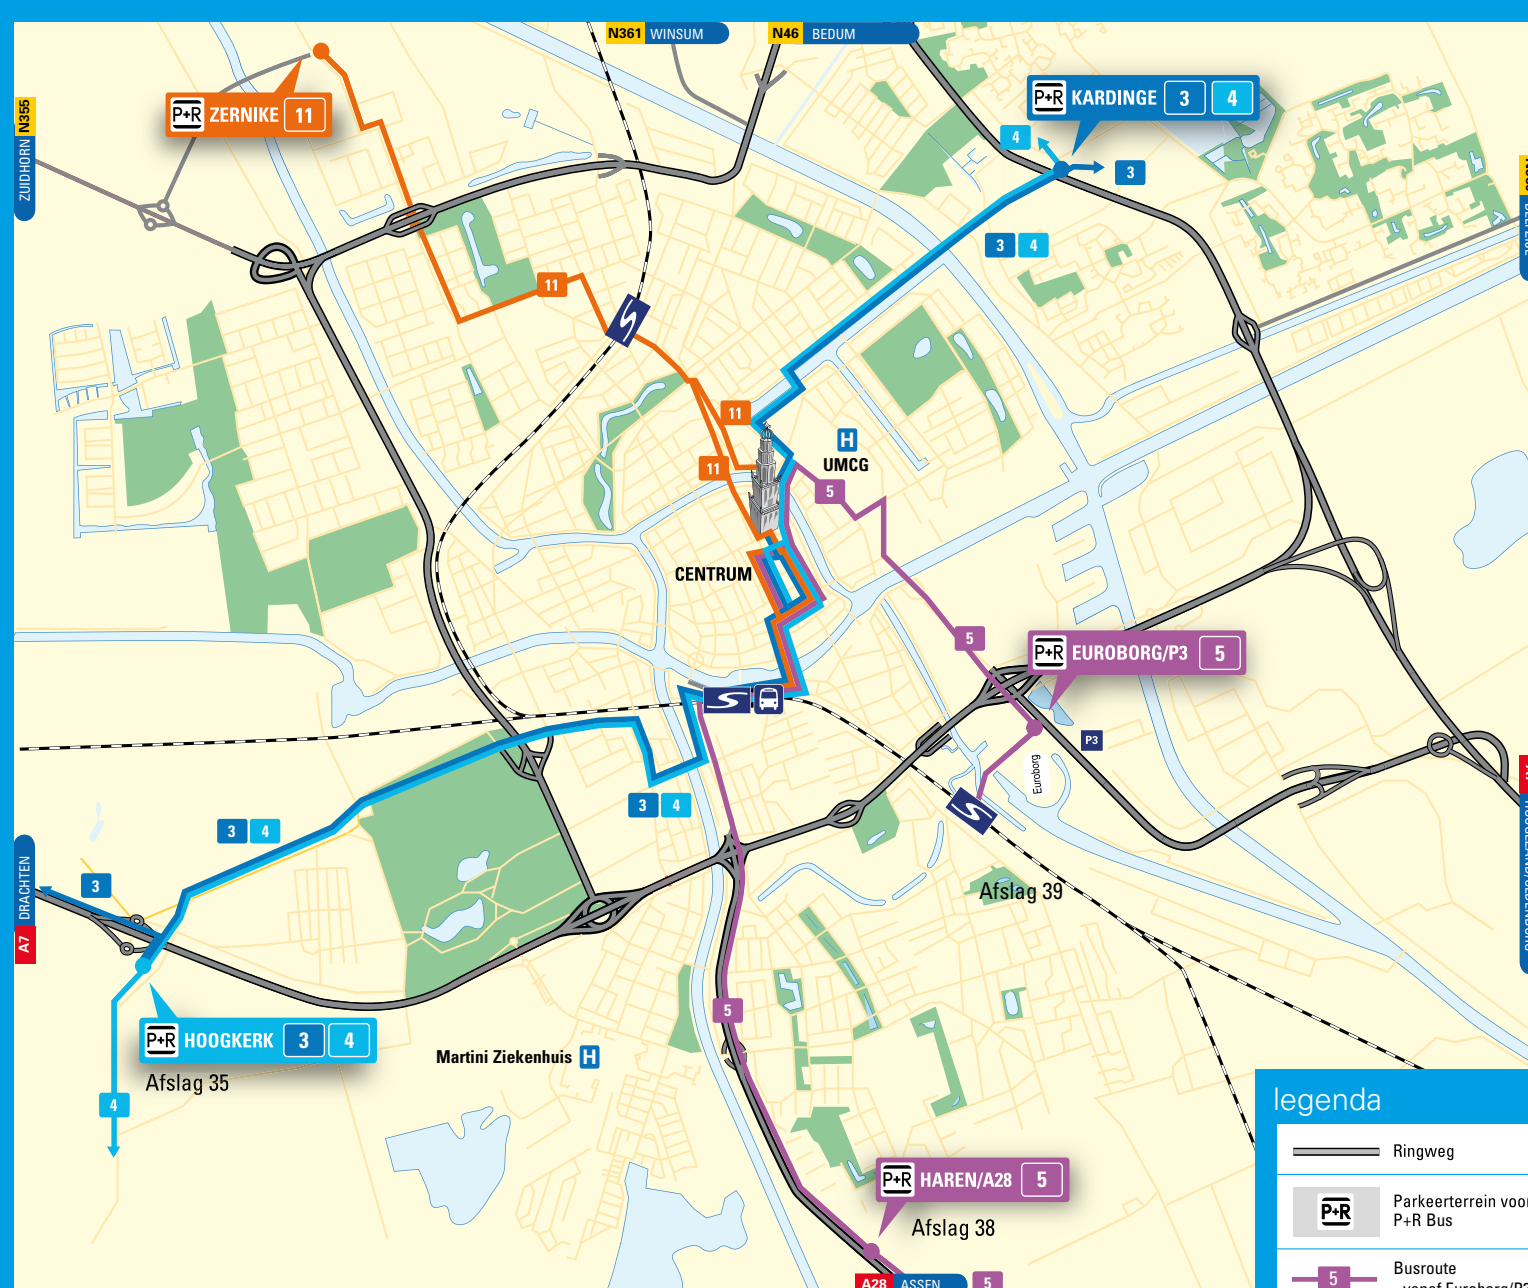 N361 WINSUM
N46 BEDUM
N355
ZUIDHORN
P+R ZERNIKE 11
P+R KARDINGE 3 4
4
3
3 4
11
11
11
H
UMCG
5
CENTRUM
5
P+R EUROBORG/P3 5
P3
Euroborg
3 4
3 4
3
DRACHTEN
A7
Afslag 39
5
P+R HOOGKERK 3 4
Afslag 35
Martini Ziekenhuis H
4
P+R HAREN/A28 5
Afslag 38
A28 ASSEN 5
legenda
Ringweg
P+R
Parkeerterrein voor
P+R Bus
5
Busroute